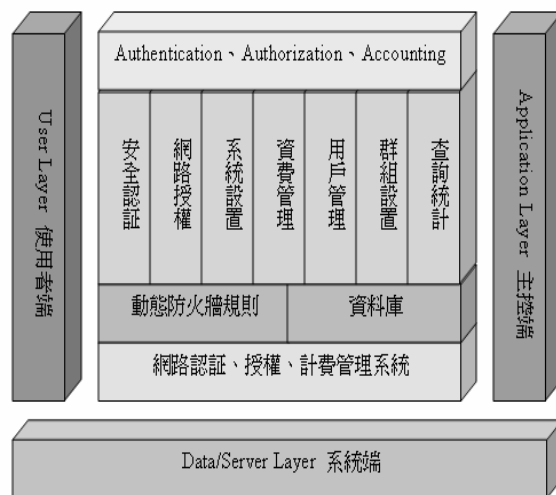 User Layer 使用者端
Authentication、Authorization、Accounting
安全認証
網路授權
系統設置
資費管理
用戶管理
群組設置
查詢統計
動態防火牆規則
資料庫
網路認証、授權、計費管理系統
Application Layer 主控端
Data/Server Layer 系統端